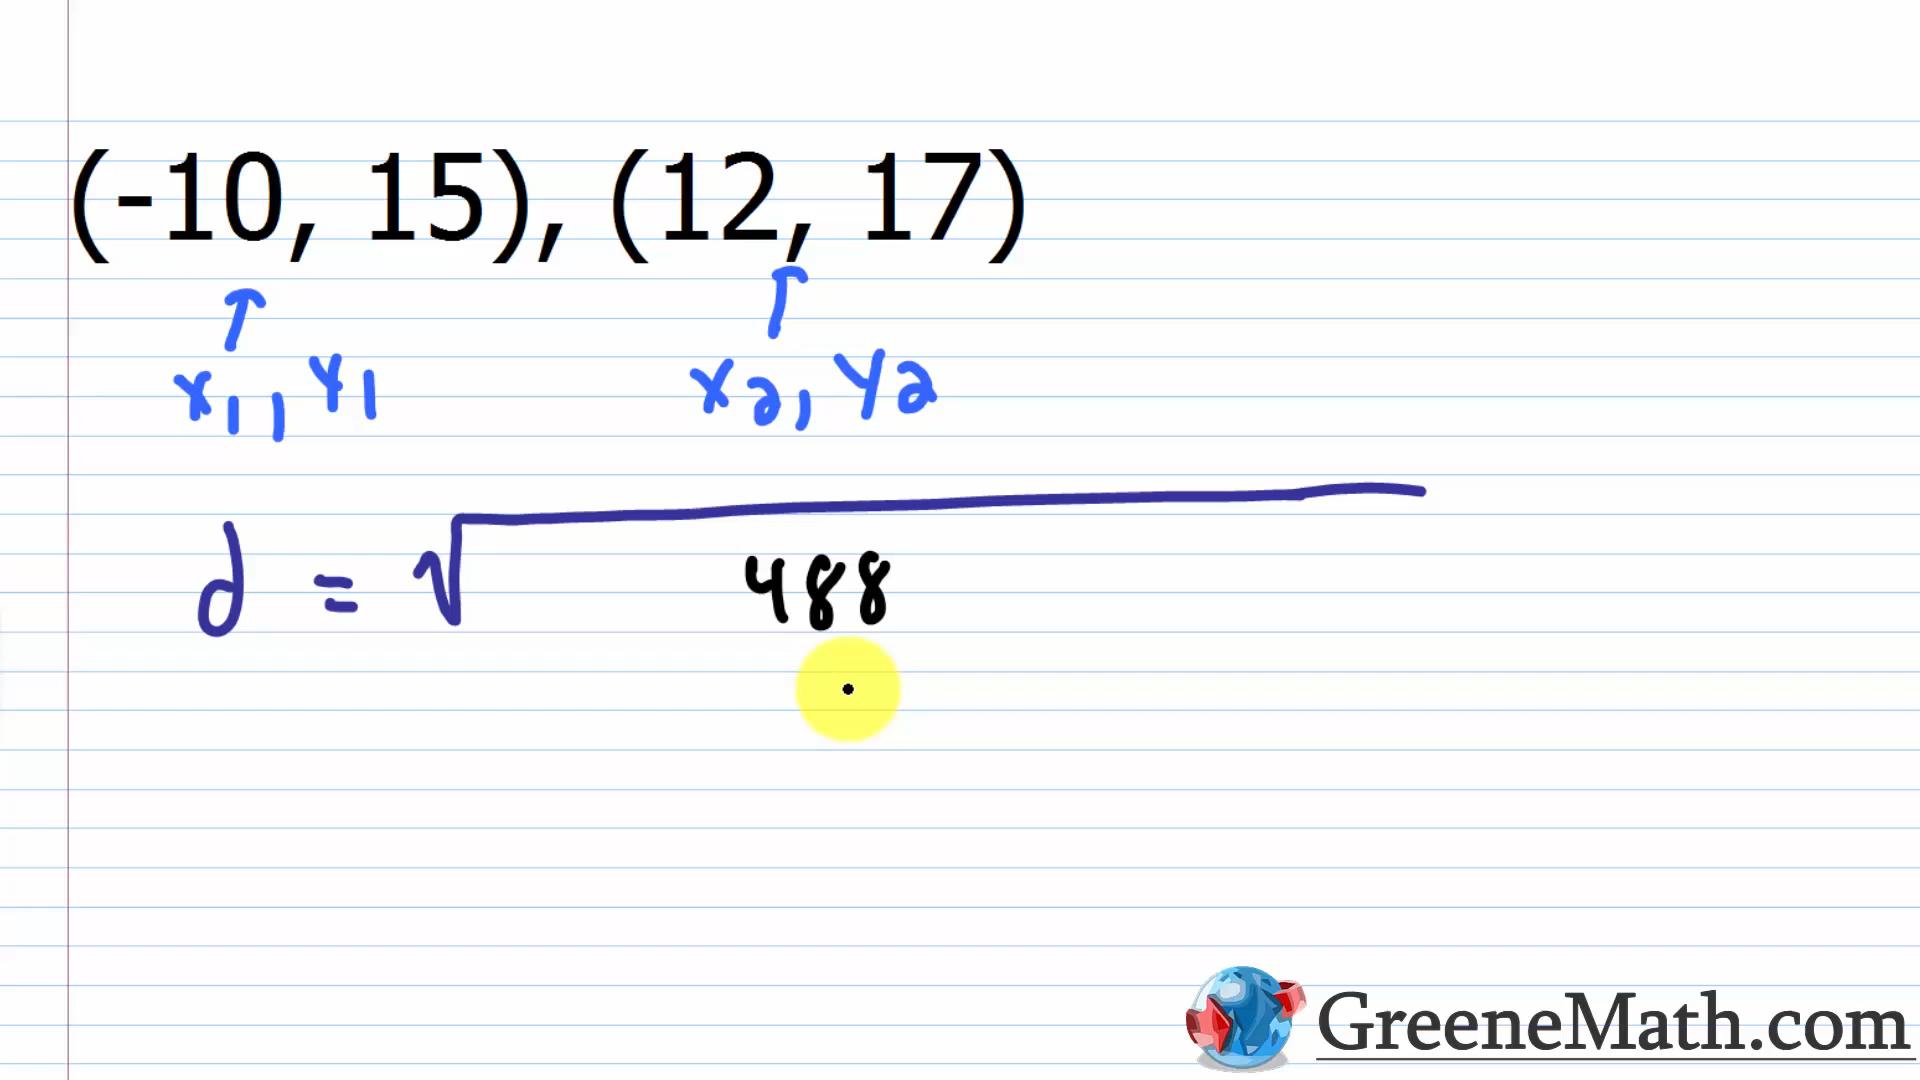 (-10, 15), (12, 17)
x₁, y₁ x₂, y₂
d = √488
GreeneMath.com